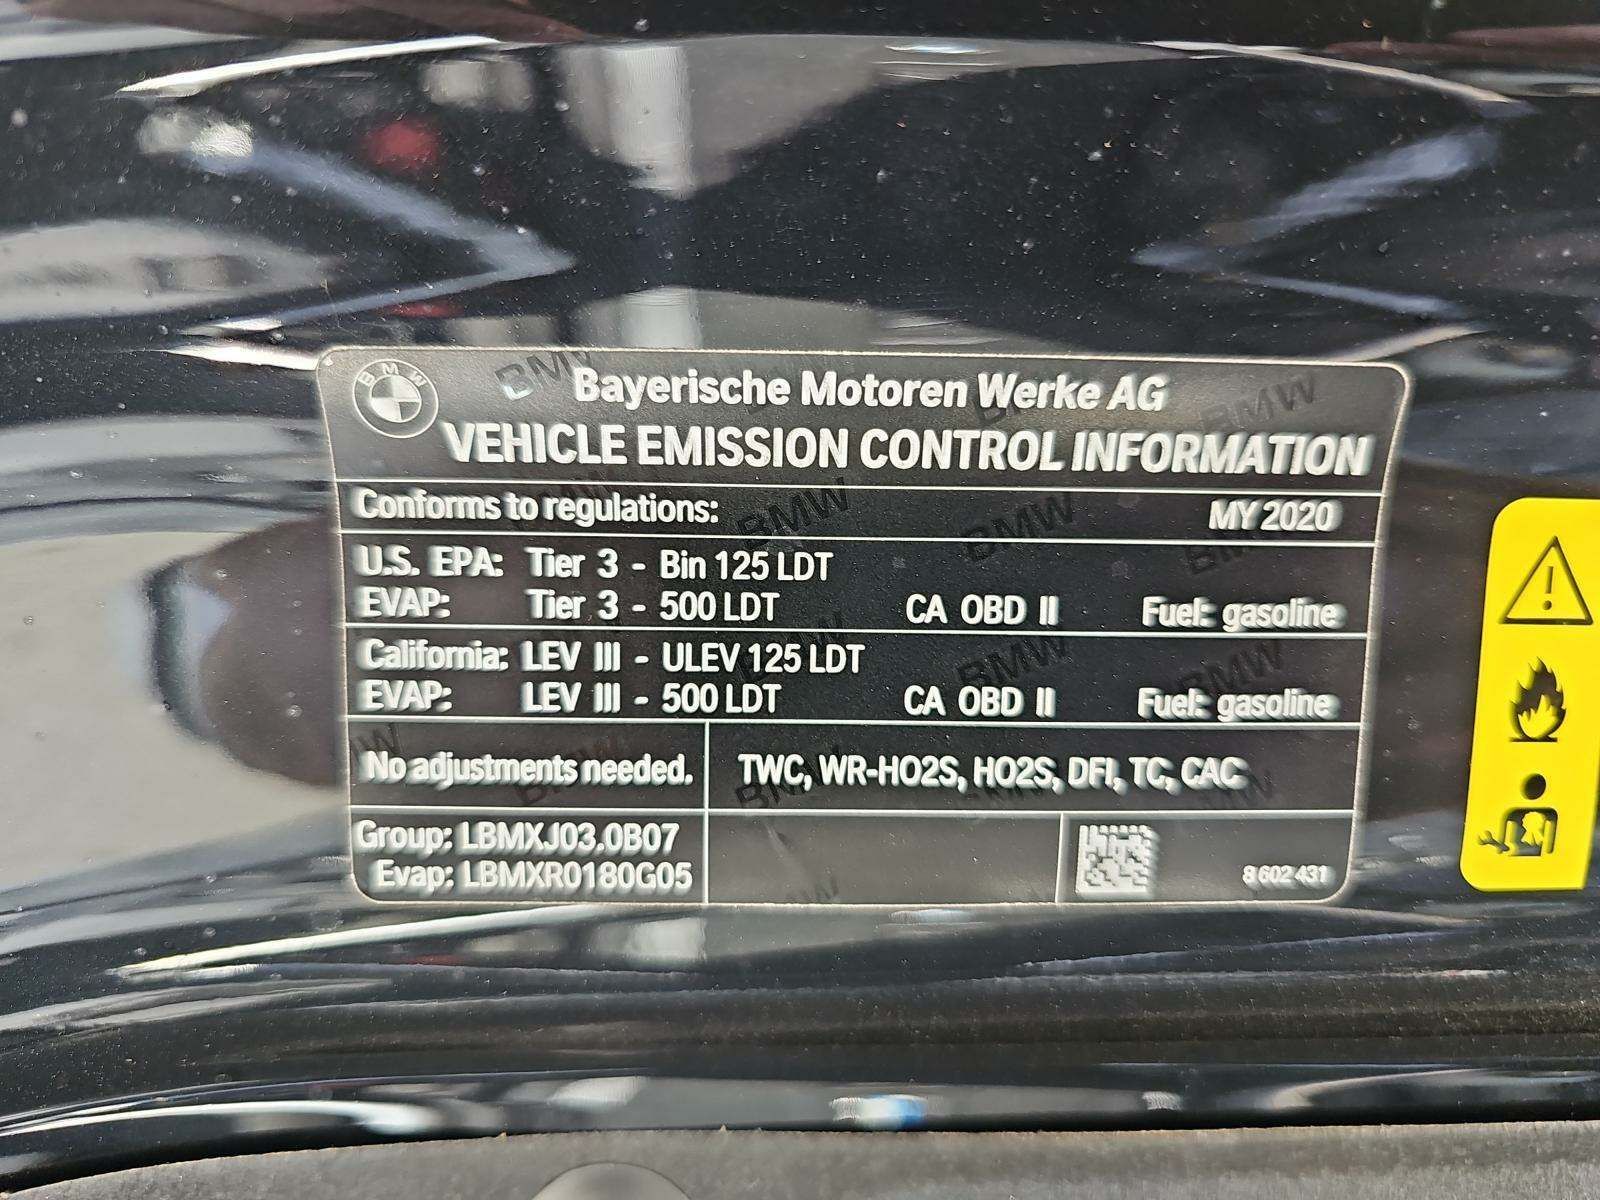 BMW
Bayerische Motoren Werke AG
VEHICLE EMISSION CONTROL INFORMATION
Conforms to regulations: MY 2020
U.S. EPA: Tier 3 - Bin 125 LDT
EVAP: Tier 3 - 500 LDT CA OBD II Fuel: gasoline
California: LEV III - ULEV 125 LDT
EVAP: LEV III - 500 LDT CA OBD II Fuel: gasoline
No adjustments needed. TWC, WR-HO2S, HO2S, DFI, TC, CAC
Group: LBMXJ03.0B07
Evap: LBMXR0180G05
8 602 431